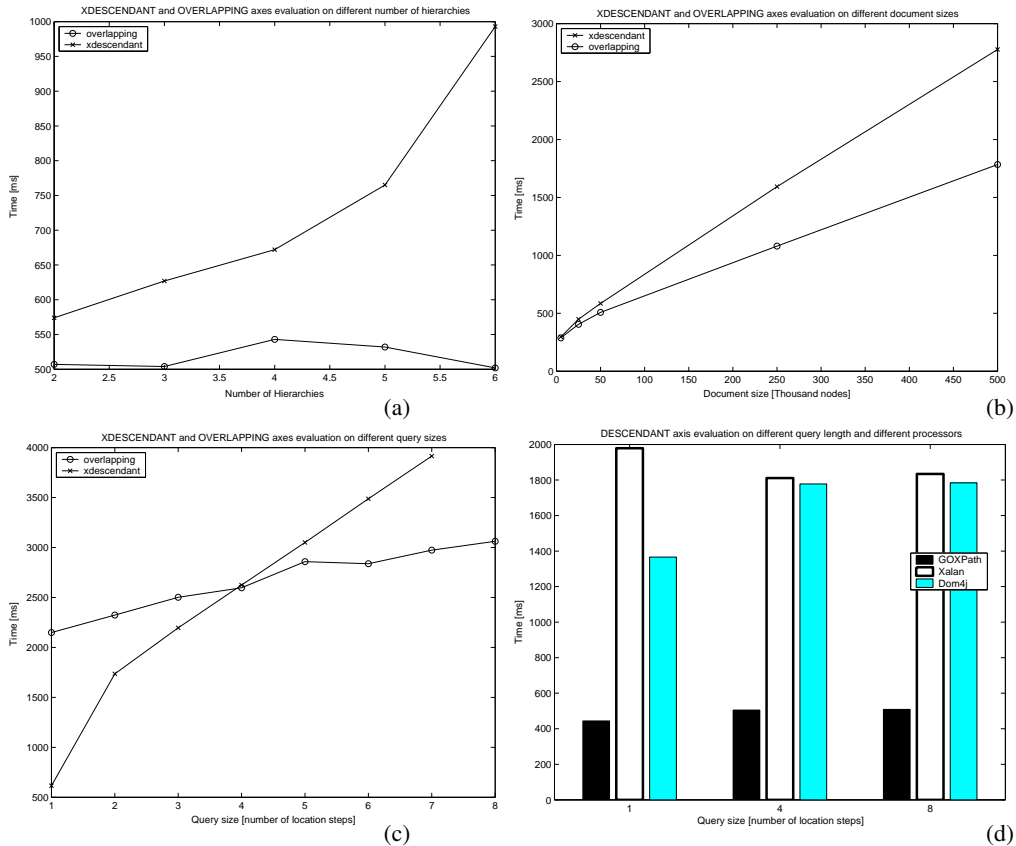 XDESCENDANT and OVERLAPPING axes evaluation on different number of hierarchies
1000
950
900
850
800
750
700
650
600
550
500
Time [ms]
overlapping
xdescendant
2 2.5 3 3.5 4 4.5 5 5.5 6
Number of Hierarchies
(a)
XDESCENDANT and OVERLAPPING axes evaluation on different document sizes
3000
2500
2000
1500
1000
500
0
Time [ms]
xdescendant
overlapping
0 50 100 150 200 250 300 350 400 450 500
Document size [Thousand nodes]
(b)
XDESCENDANT and OVERLAPPING axes evaluation on different query sizes
4000
3500
3000
2500
2000
1500
1000
500
Time [ms]
overlapping
xdescendant
1 2 3 4 5 6 7 8
Query size [number of location steps]
(c)
DESCENDANT axis evaluation on different query length and different processors
2000
1800
1600
1400
1200
1000
800
600
400
200
0
Time [ms]
GOXPath
Xalan
Dom4j
1 4 8
Query size [number of location steps]
(d)